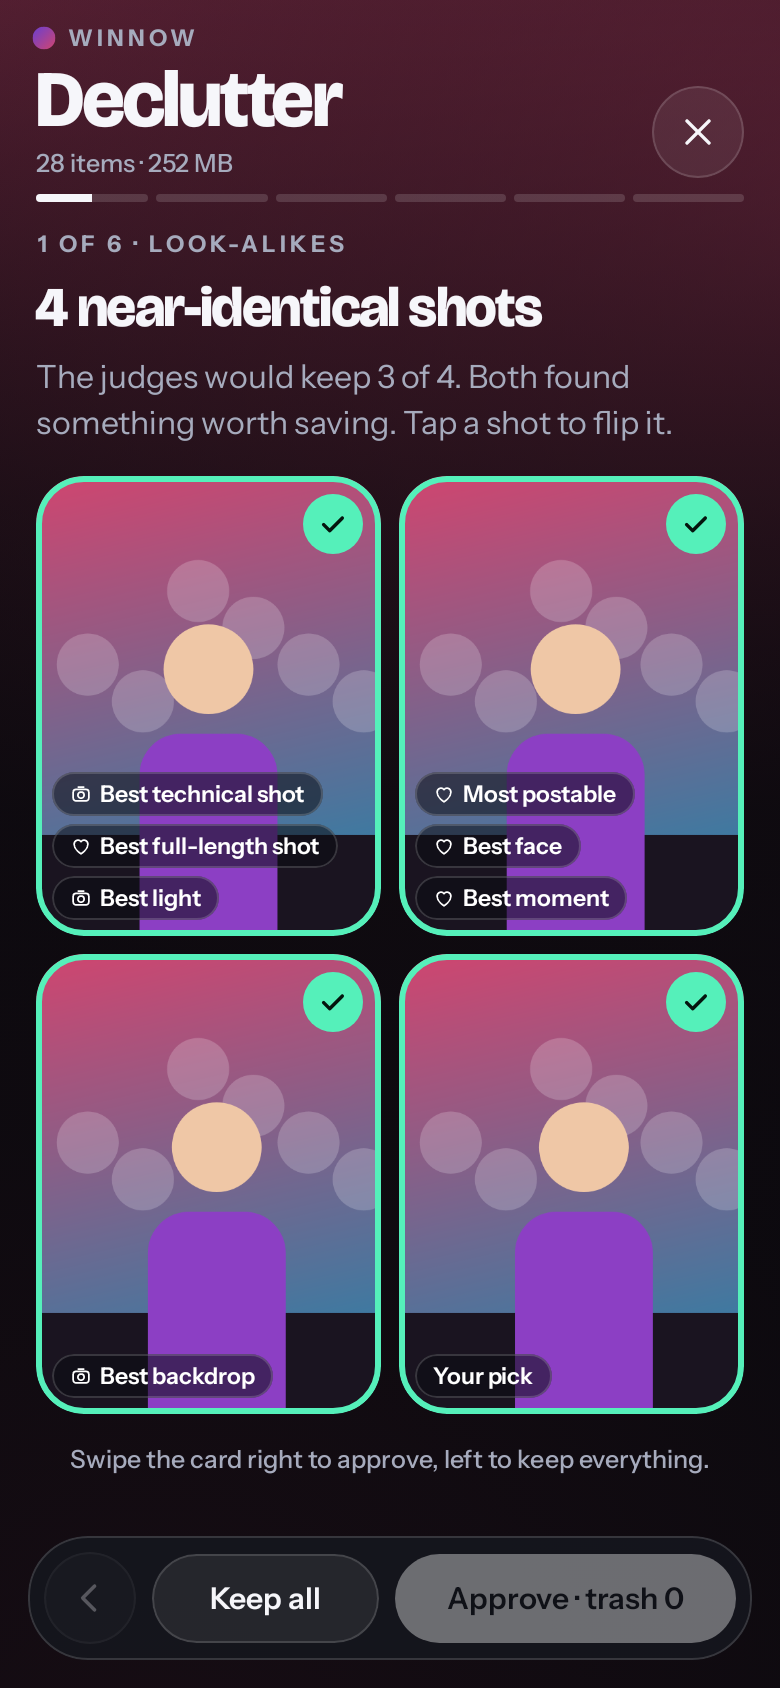 WINNOW
Declutter
28 items · 252 MB
1 OF 6 · LOOK-ALIKES
4 near-identical shots
The judges would keep 3 of 4. Both found
something worth saving. Tap a shot to flip it.
Best technical shot
Best full-length shot
Best light
Most postable
Best face
Best moment
Best backdrop
Your pick
Swipe the card right to approve, left to keep everything.
Keep all
Approve · trash 0